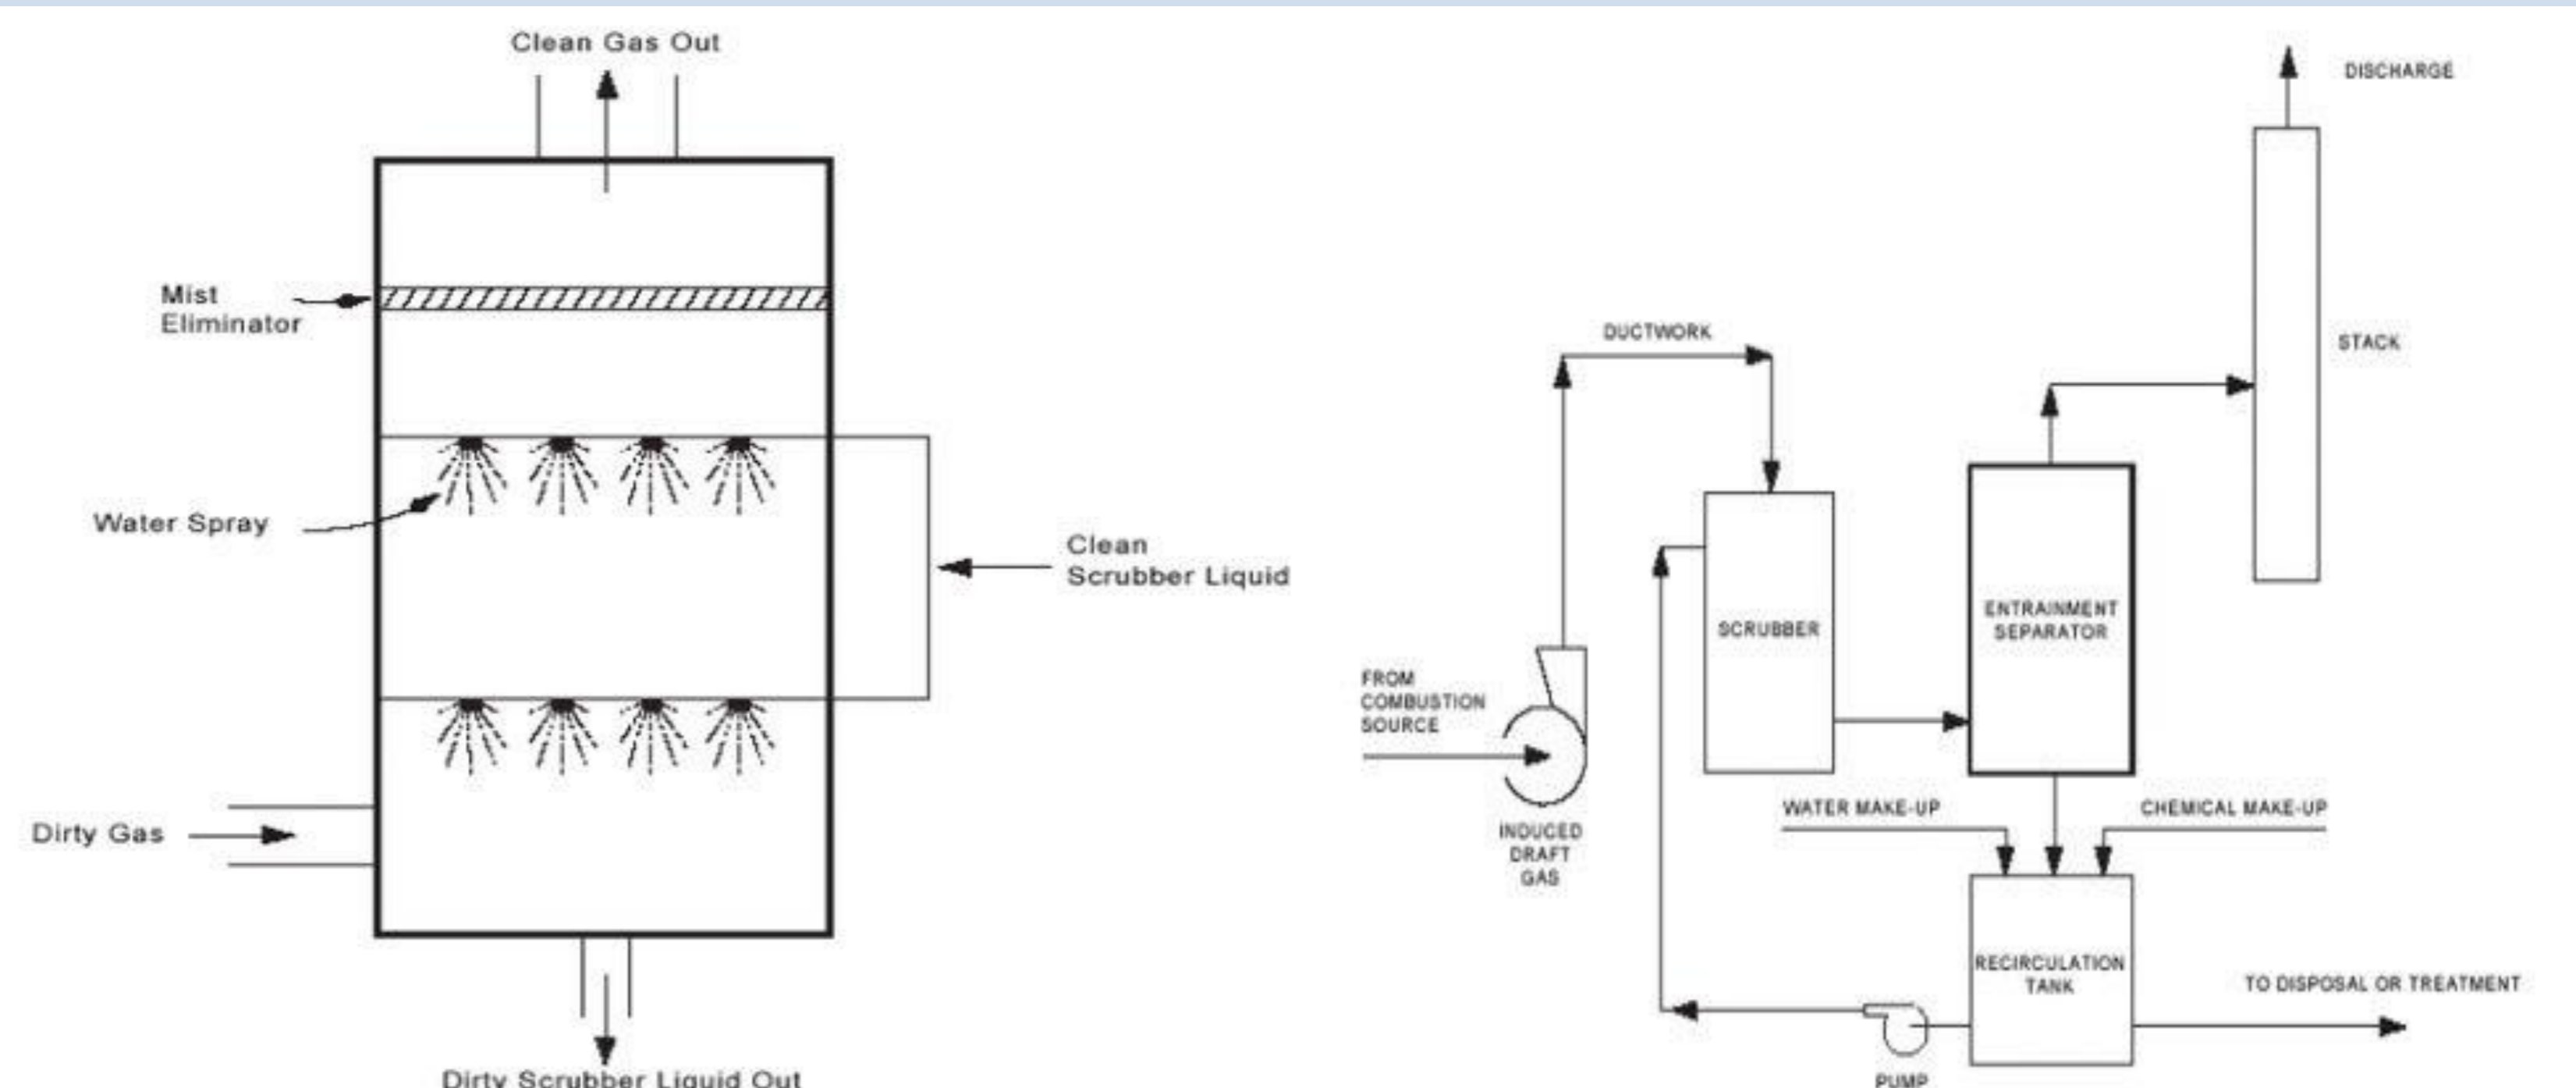 Clean Gas Out
Mist
Eliminator
Water Spray
Clean
Scrubber Liquid
Dirty Gas
Dirty Scrubber Liquid Out
DISCHARGE
STACK
DUCTWORK
SCRUBBER
ENTRAINMENT
SEPARATOR
FROM
COMBUSTION
SOURCE
INDUCED
DRAFT
GAS
WATER MAKE-UP
CHEMICAL MAKE-UP
RECIRCULATION
TANK
TO DISPOSAL OR TREATMENT
PUMP